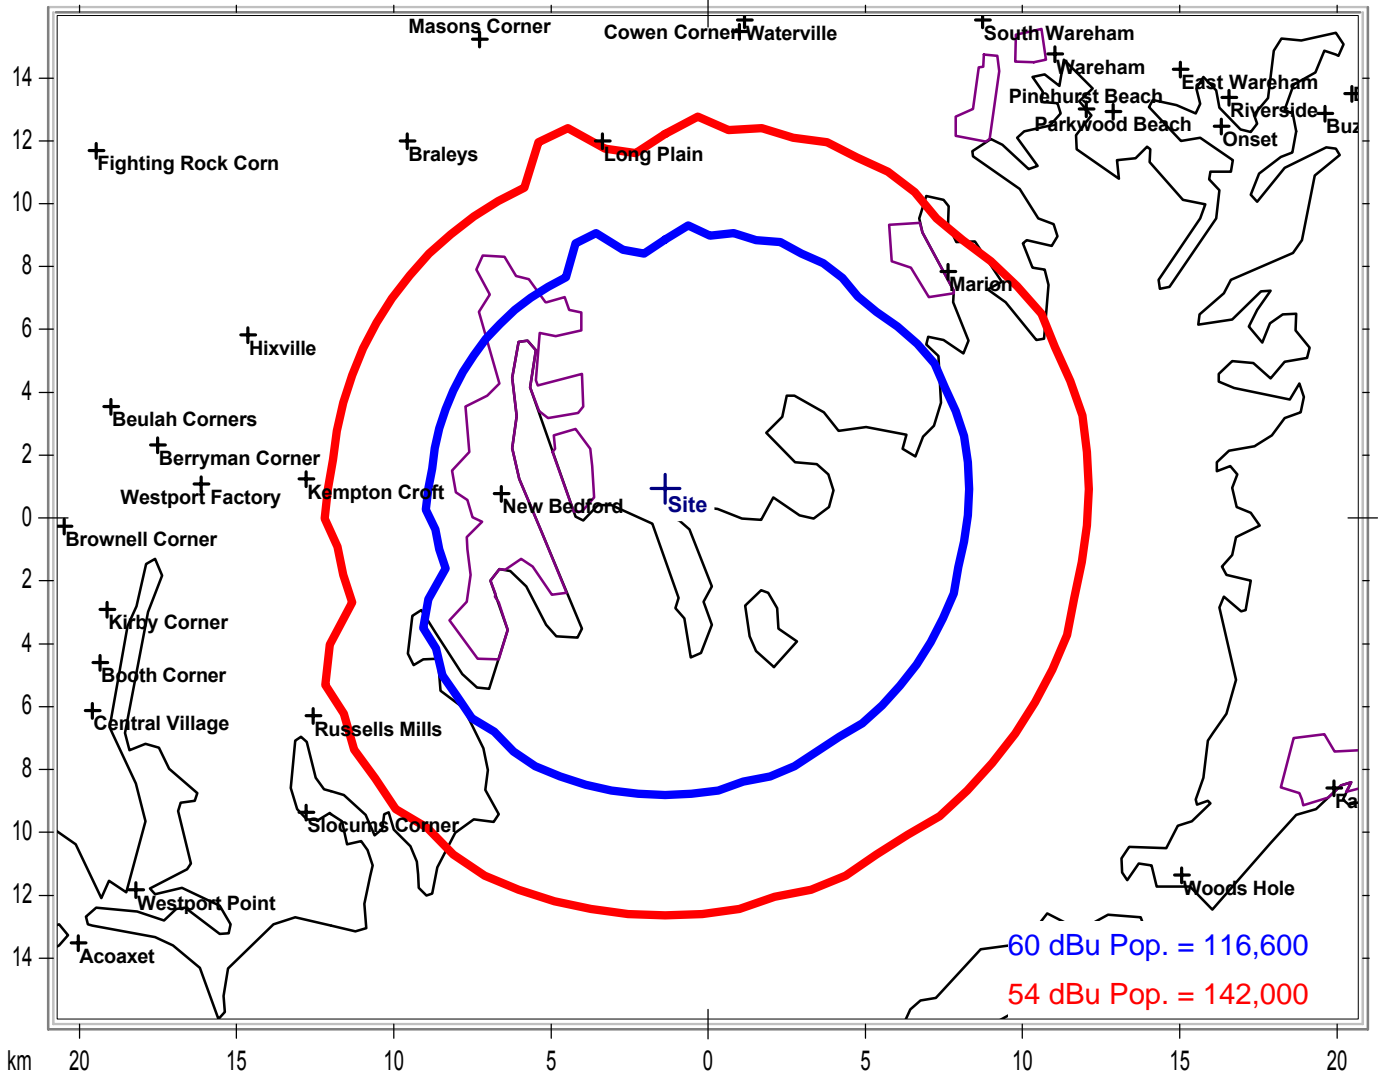 Masons Corner
Cowen Corner
Waterville
South Wareham
Wareham
East Wareham
Pinehurst Beach
Riverside
Parkwood Beach
Buz
Onset
Fighting Rock Corn
Braleys
Long Plain
Marion
Hixville
Beulah Corners
Berryman Corner
Westport Factory
Kempton Croft
New Bedford
Site
Brownell Corner
Kirby Corner
Booth Corner
Central Village
Russells Mills
Slocums Corner
Fa
Westport Point
Woods Hole
Acoaxet
60 dBu Pop. = 116,600
54 dBu Pop. = 142,000
14
12
10
8
6
4
2
0
2
4
6
8
10
12
14
km 20 15 10 5 0 5 10 15 20